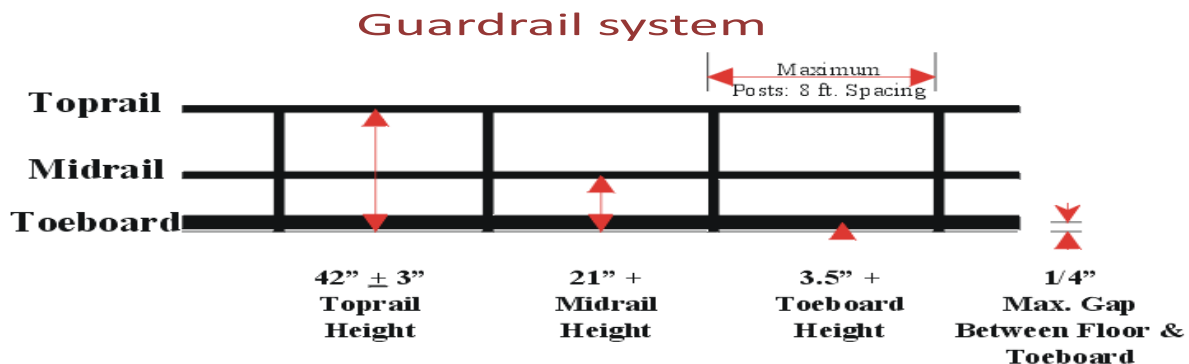 Guardrail system
Maximum
Posts: 8 ft. Spacing
Toprail
Midrail
Toeboard
42” ± 3”
Toprail
Height
21” +
Midrail
Height
3.5” +
Toeboard
Height
1/4”
Max. Gap
Between Floor &
Toeboard